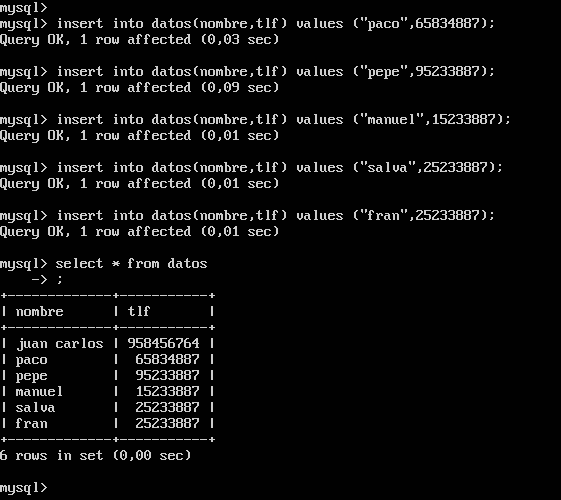 mysql>
mysql> insert into datos(nombre,tlf) values ("paco",65834887);
Query OK, 1 row affected (0,03 sec)
mysql> insert into datos(nombre,tlf) values ("pepe",95233887);
Query OK, 1 row affected (0,09 sec)
mysql> insert into datos(nombre,tlf) values ("manuel",15233887);
Query OK, 1 row affected (0,01 sec)
mysql> insert into datos(nombre,tlf) values ("salva",25233887);
Query OK, 1 row affected (0,01 sec)
mysql> insert into datos(nombre,tlf) values ("fran",25233887);
Query OK, 1 row affected (0,01 sec)
mysql> select * from datos
    -> ;
+-------------+-----------+
| nombre      | tlf       |
+-------------+-----------+
| juan carlos | 958456764 |
| paco        |  65834887 |
| pepe        |  95233887 |
| manuel      |  15233887 |
| salva       |  25233887 |
| fran        |  25233887 |
+-------------+-----------+
6 rows in set (0,00 sec)
mysql>